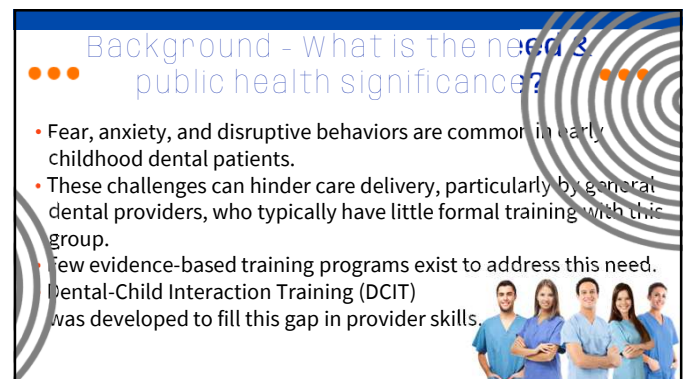 Background - What is the need &
public health significance?
• Fear, anxiety, and disruptive behaviors are common in early
childhood dental patients.
• These challenges can hinder care delivery, particularly by general
dental providers, who typically have little formal training with this
group.
• Few evidence-based training programs exist to address this need.
Dental-Child Interaction Training (DCIT)
was developed to fill this gap in provider skills.